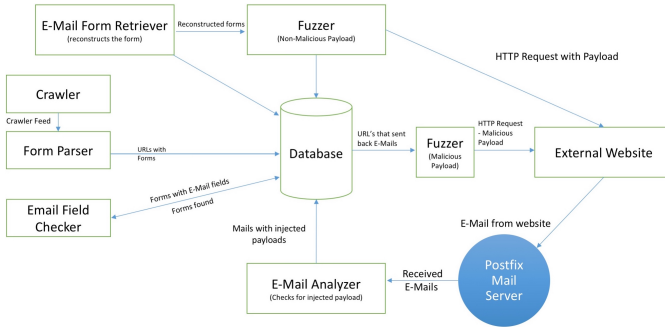 E-Mail Form Retriever
(reconstructs the form)
Reconstructed forms
Fuzzer
(Non-Malicious Payload)
HTTP Request with Payload
Crawler
Crawler Feed
Form Parser
URLs with
Forms
Database
URL's that sent
back E-Mails
Fuzzer
(Malicious
Payload)
HTTP Request
- Malicious
Payload
External Website
Forms with E-Mail fields
Forms found
Email Field
Checker
Mails with injected
payloads
E-Mail from website
E-Mail Analyzer
(Checks for injected payload)
Received
E-Mails
Postfix
Mail
Server